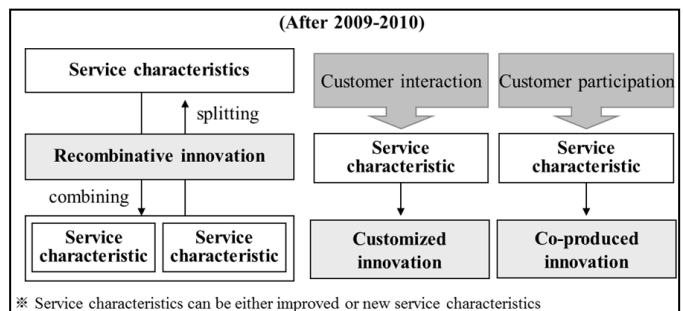 (After 2009-2010)
Service characteristics
splitting
Recombinative innovation
combining
Service
characteristic
Service
characteristic
Customer interaction
Service
characteristic
Customized
innovation
Customer participation
Service
characteristic
Co-produced
innovation
※ Service characteristics can be either improved or new service characteristics